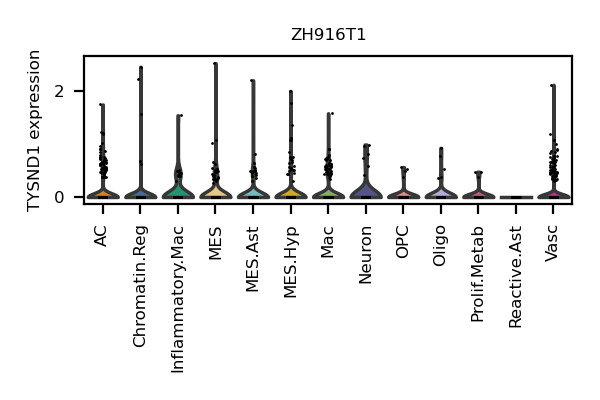 ZH916T1
TYSND1 expression
2
0
AC
Chromatin.Reg
Inflammatory.Mac
MES
MES.Ast
MES.Hyp
Mac
Neuron
OPC
Oligo
Prolif.Metab
Reactive.Ast
Vasc